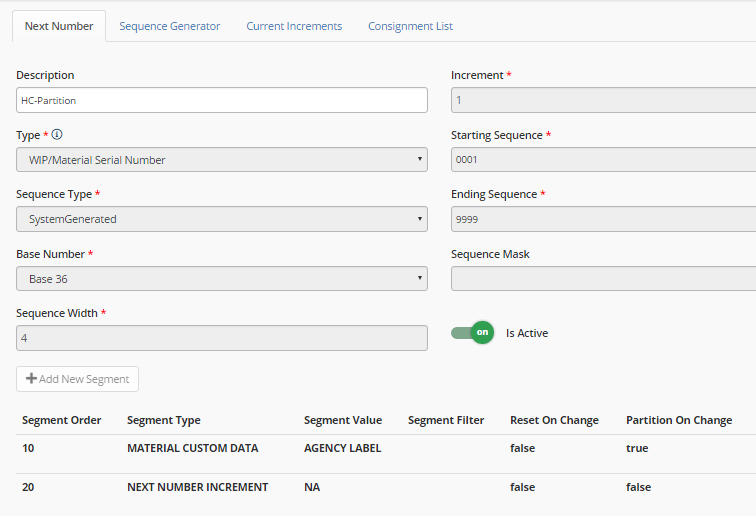 Next Number Sequence Generator Current Increments Consignment List
Description
HC-Partition
Increment *
1
Type *
WIP/Material Serial Number
Starting Sequence *
0001
Sequence Type *
SystemGenerated
Ending Sequence *
9999
Base Number *
Base 36
Sequence Mask
Sequence Width *
4
on Is Active
+ Add New Segment
Segment Order Segment Type Segment Value Segment Filter Reset On Change Partition On Change
10 MATERIAL CUSTOM DATA AGENCY LABEL false true
20 NEXT NUMBER INCREMENT NA false false